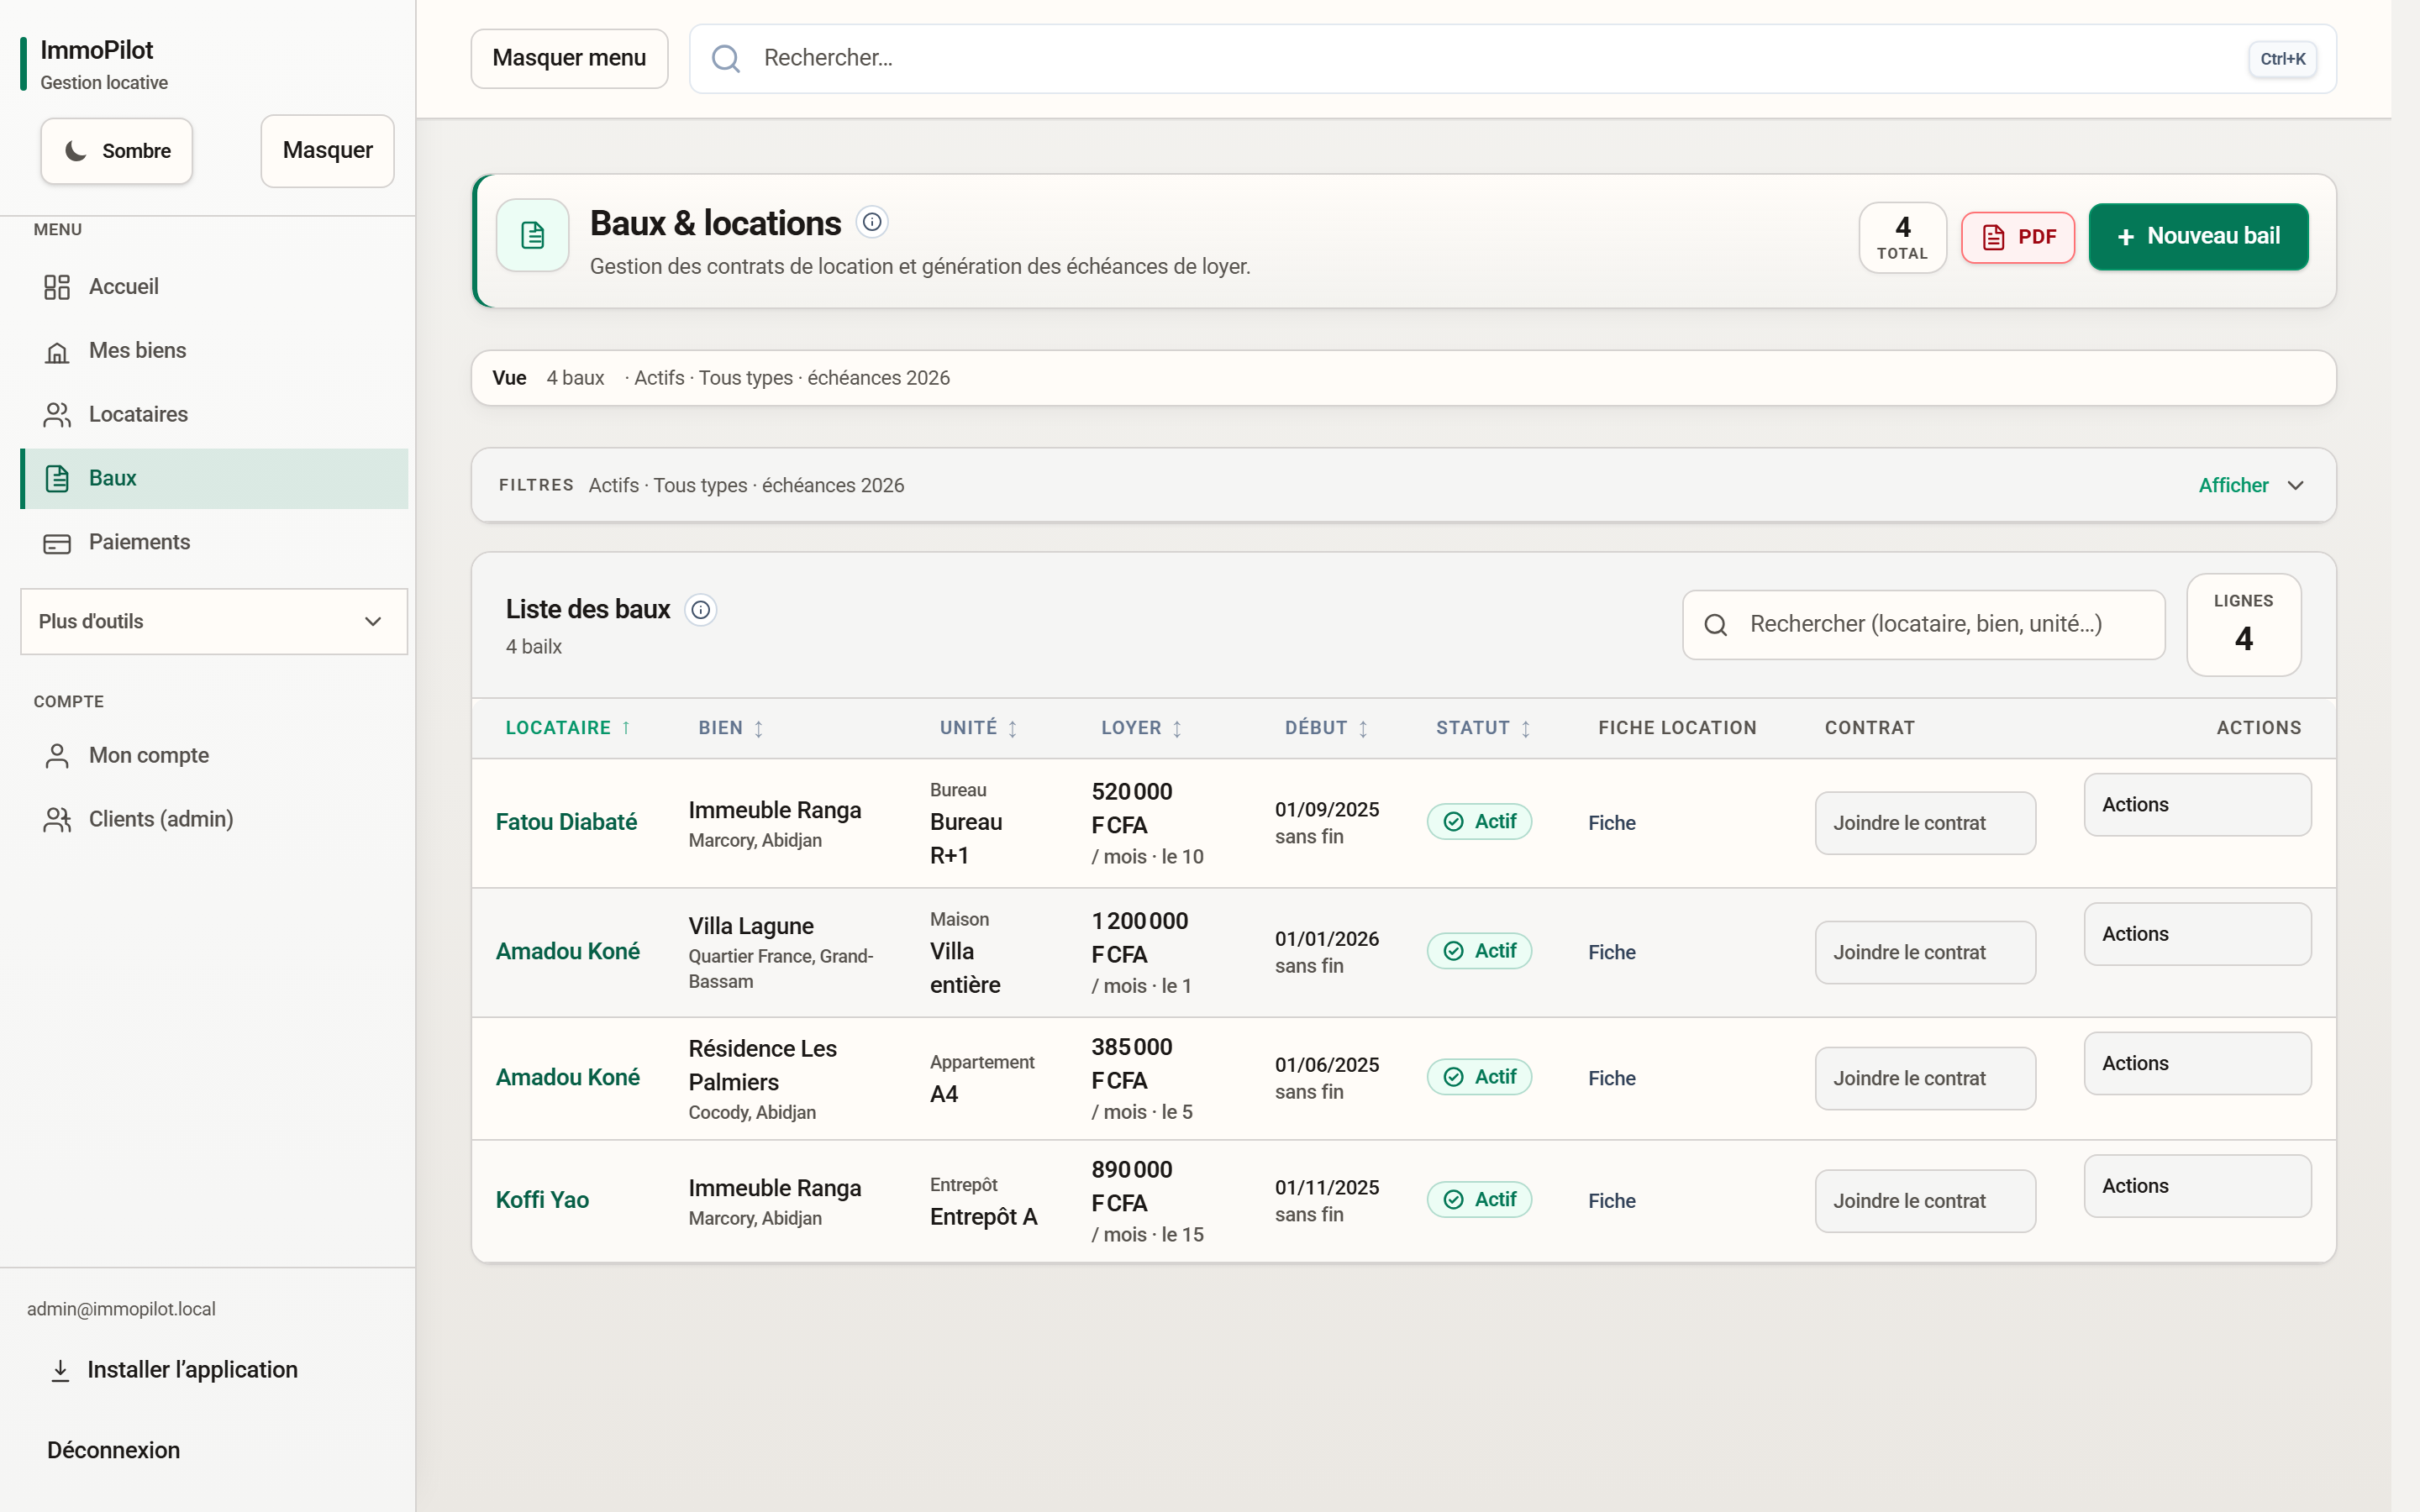 ImmoPilot
Gestion locative
Sombre
Masquer
MENU
Accueil
Mes biens
Locataires
Baux
Paiements
Plus d'outils
COMPTE
Mon compte
Clients (admin)
admin@immopilot.local
Installer l’application
Déconnexion
Masquer menu
Rechercher...
Ctrl+K
Baux & locations
Gestion des contrats de location et génération des échéances de loyer.
4
TOTAL
PDF
+ Nouveau bail
Vue 4 baux · Actifs · Tous types · échéances 2026
FILTRES Actifs · Tous types · échéances 2026
Afficher
Liste des baux
4 bailx
Rechercher (locataire, bien, unité...)
LIGNES
4
LOCATAIRE ↑ BIEN ↕ UNITÉ ↕ LOYER ↕ DÉBUT ↕ STATUT ↕ FICHE LOCATION CONTRAT ACTIONS
Fatou Diabaté
Immeuble Ranga
Marcory, Abidjan
Bureau
Bureau
R+1
520 000
F CFA
/ mois · le 10
01/09/2025
sans fin
Actif
Fiche
Joindre le contrat
Actions
Amadou Koné
Villa Lagune
Quartier France, Grand-
Bassam
Maison
Villa
entière
1 200 000
F CFA
/ mois · le 1
01/01/2026
sans fin
Actif
Fiche
Joindre le contrat
Actions
Amadou Koné
Résidence Les
Palmiers
Cocody, Abidjan
Appartement
A4
385 000
F CFA
/ mois · le 5
01/06/2025
sans fin
Actif
Fiche
Joindre le contrat
Actions
Koffi Yao
Immeuble Ranga
Marcory, Abidjan
Entrepôt
Entrepôt A
890 000
F CFA
/ mois · le 15
01/11/2025
sans fin
Actif
Fiche
Joindre le contrat
Actions